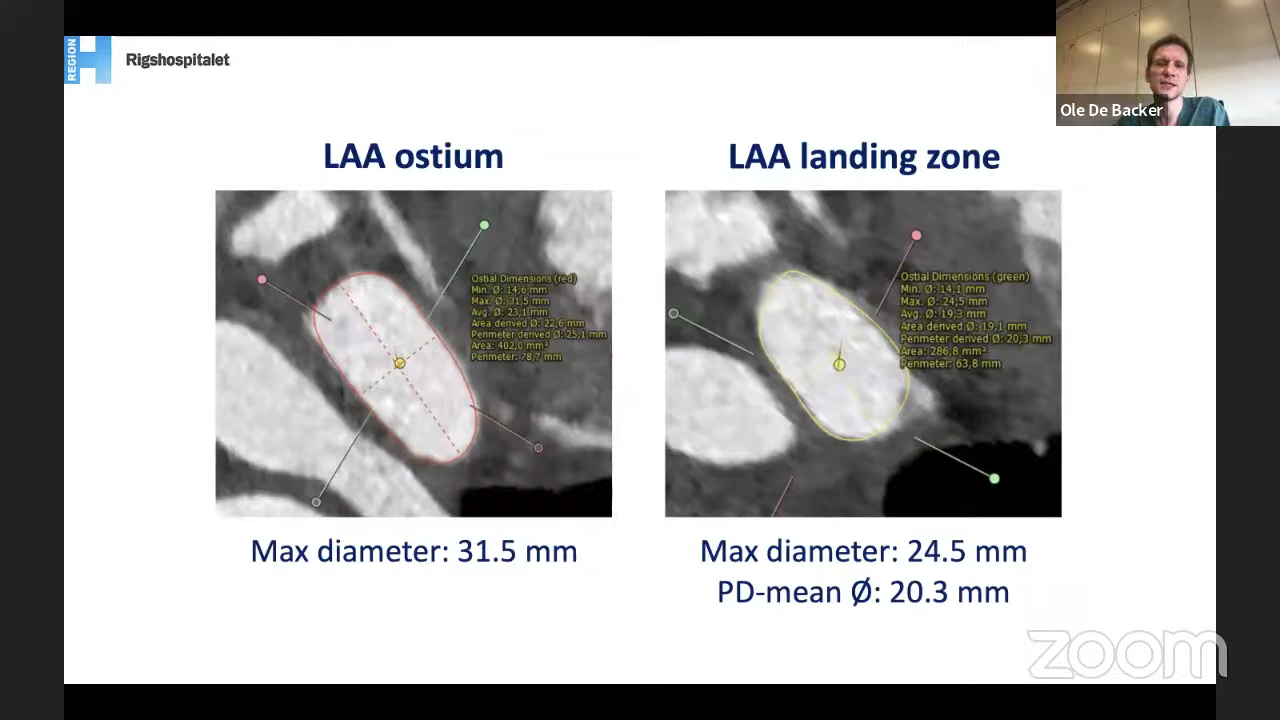 REGION
Rigshospitalet
Ole De Backer
LAA ostium
LAA landing zone
Ostial Dimensions (red)
Min. Ø: 14,6 mm
Max. Ø: 31,5 mm
Avg. Ø: 23,1 mm
Area derived Ø: 22,6 mm
Perimeter derived Ø: 25,1 mm
Area: 402,0 mm²
Perimeter: 78,7 mm
Ostial Dimensions (green)
Min. Ø: 14,1 mm
Max. Ø: 24,5 mm
Avg. Ø: 19,3 mm
Area derived Ø: 19,1 mm
Perimeter derived Ø: 20,3 mm
Area: 286,8 mm²
Perimeter: 63,8 mm
Max diameter: 31.5 mm
Max diameter: 24.5 mm
PD-mean Ø: 20.3 mm
zoom